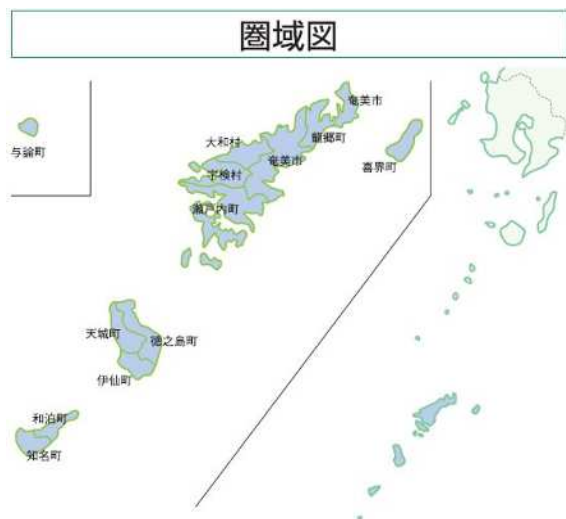 圏域図
奄美市
与論町
大和村
龍郷町
奄美市
喜界町
宇検村
瀬戸内町
天城町
徳之島町
伊仙町
和泊町
知名町